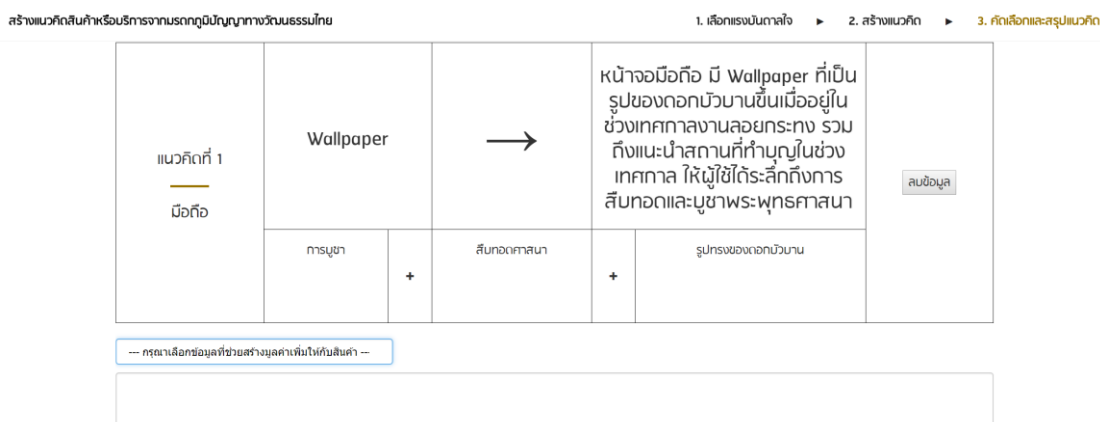 สร้างแนวคิดสินค้าหรือบริการจากมรดกภูมิปัญญาทางวัฒนธรรมไทย
1. เลือกแรงบันดาลใจ ► 2. สร้างแนวคิด ► 3. คัดเลือกและสรุปแนวคิด
แนวคิดที่ 1
มือถือ
Wallpaper
→
หน้าจอมือถือ มี Wallpaper ที่เป็น
รูปของดอกบัวบานขึ้นเมื่ออยู่ใน
ช่วงเทศกาลงานลอยกระทง รวม
ถึงแนะนำสถานที่ทำบุญในช่วง
เทศกาล ให้ผู้ใช้ได้ระลึกถึงการ
สืบทอดและบูชาพระพุทธศาสนา
ลบข้อมูล
การบูชา + สืบทอดศาสนา + รูปทรงของดอกบัวบาน
--- กรุณาเลือกข้อมูลที่ช่วยสร้างมูลค่าเพิ่มให้กับสินค้า ---